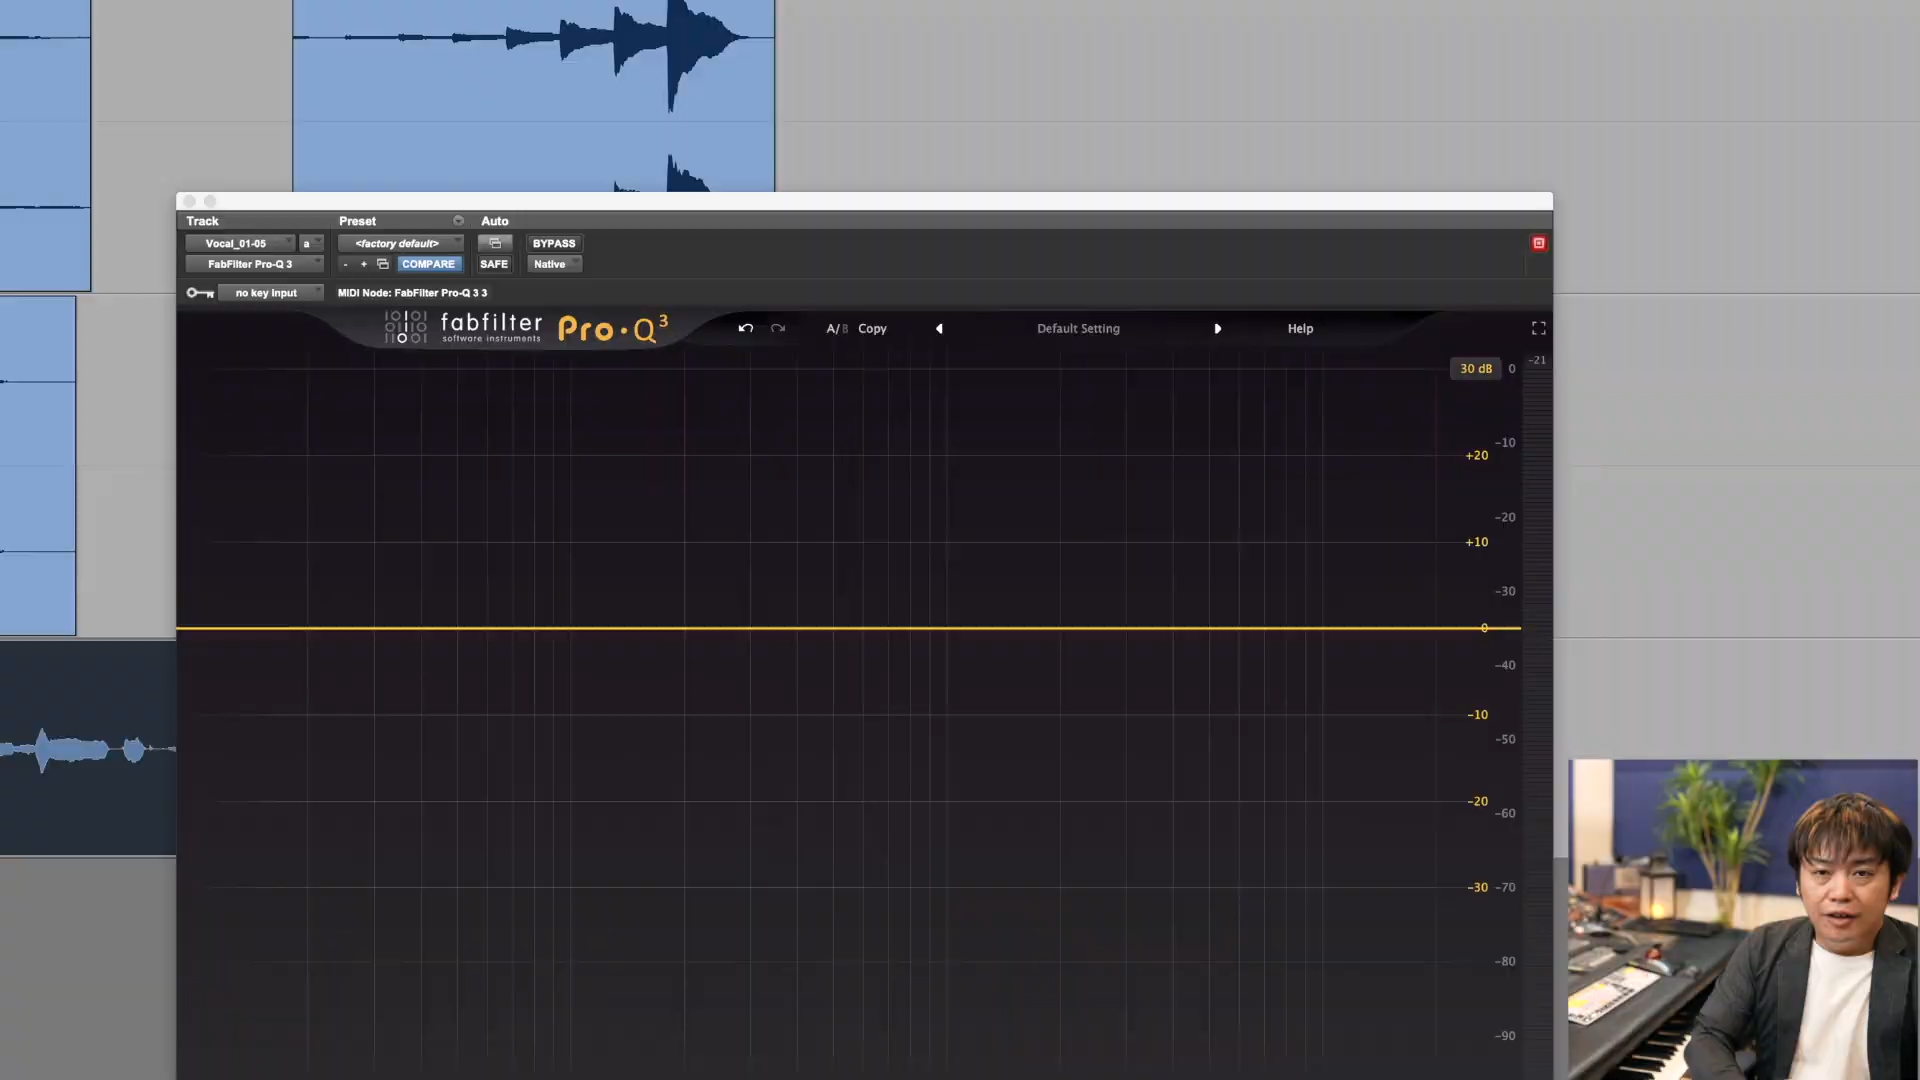 Track
Preset
Auto
Vocal_01-05
a
<factory default>
BYPASS
FabFilter Pro-Q 3
- +
COMPARE
SAFE
Native
no key input
MIDI Node: FabFilter Pro-Q 3 3
fabfilter
software instruments
Pro·Q3
A/B
Copy
Default Setting
Help
30 dB
0
-21
-10
+20
-20
+10
-30
0
-40
-10
-50
-20
-60
-30
-70
-80
-90